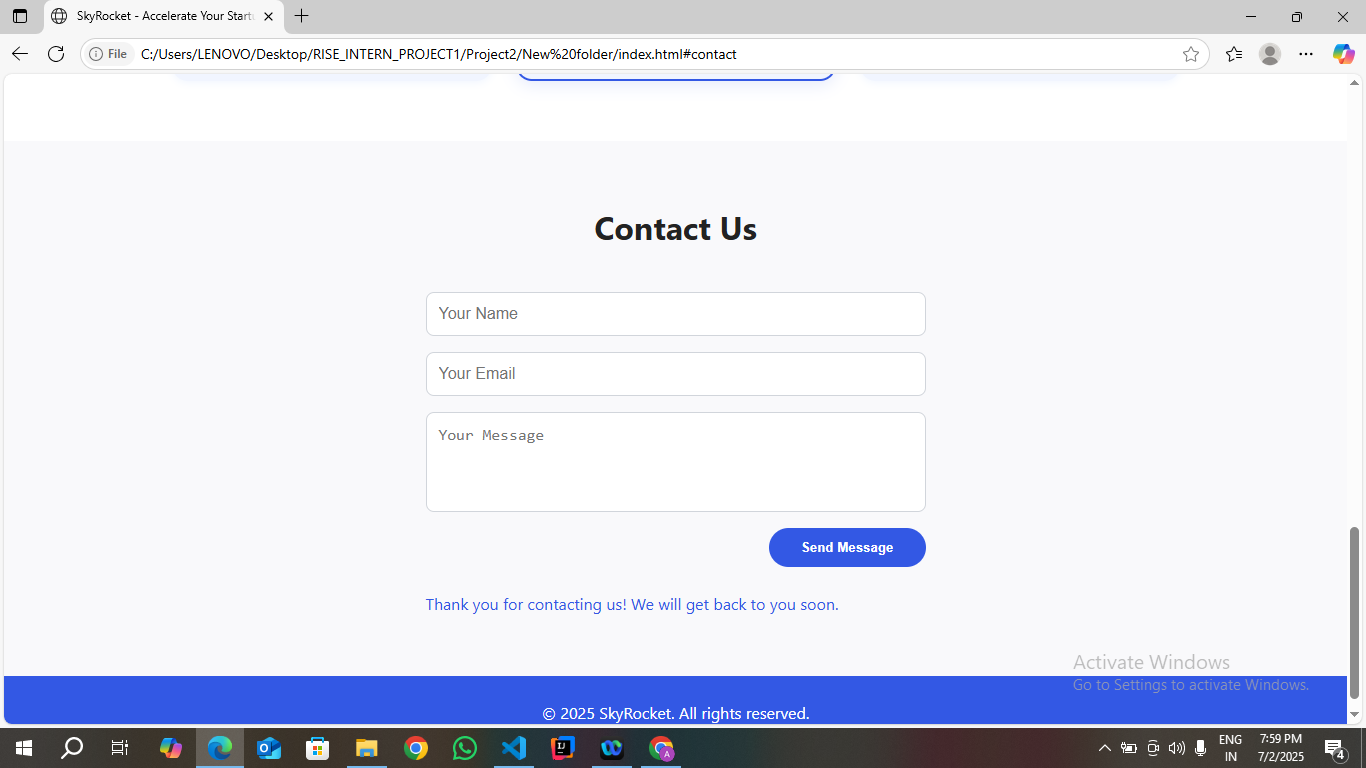 SkyRocket - Accelerate Your Start
File
C:/Users/LENOVO/Desktop/RISE_INTERN_PROJECT1/Project2/New%20folder/index.html#contact
Contact Us
Your Name
Your Email
Your Message
Send Message
Thank you for contacting us! We will get back to you soon.
Activate Windows
Go to Settings to activate Windows.
© 2025 SkyRocket. All rights reserved.
ENG
IN
7:59 PM
7/2/2025
4